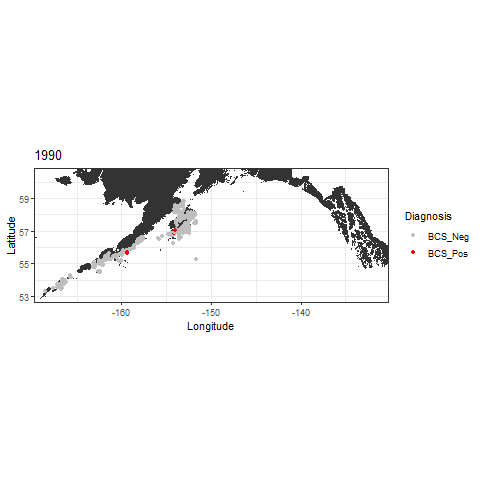 1990
59
57
55
53
Latitude
-160
-150
-140
Longitude
Diagnosis
BCS_Neg
BCS_Pos